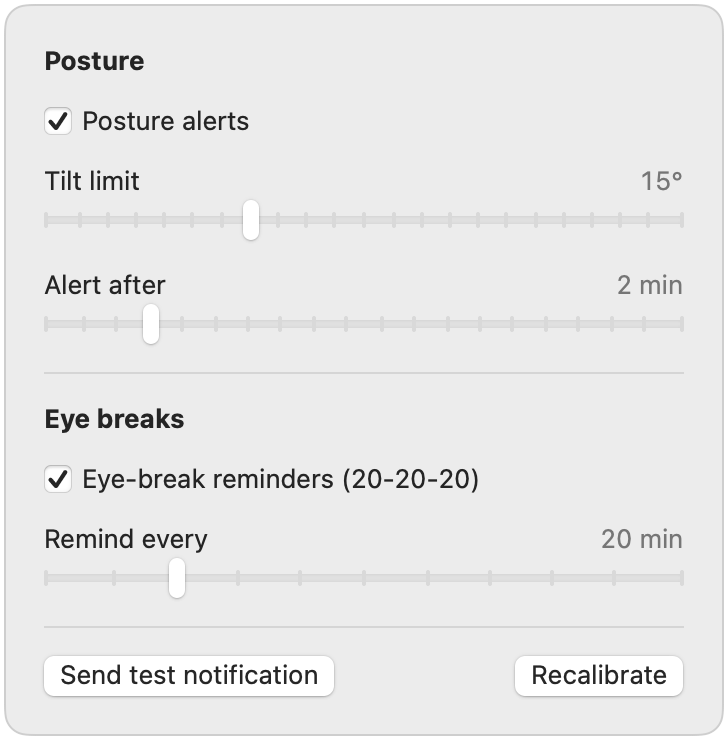 Posture
Posture alerts
Tilt limit 15°
Alert after 2 min
Eye breaks
Eye-break reminders (20-20-20)
Remind every 20 min
Send test notification Recalibrate